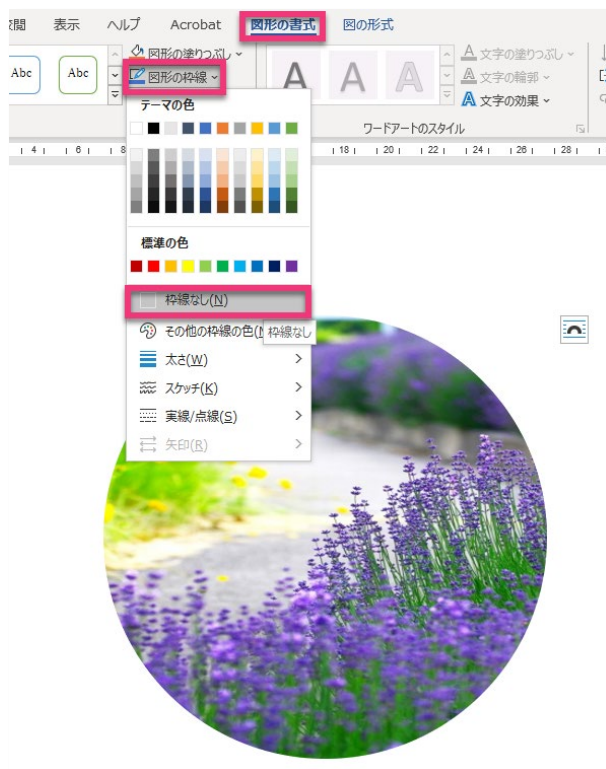 閲 表示 ヘルプ Acrobat 図形の書式 図の形式
Abc Abc 図形の塗りつぶし A A A 文字の塗りつぶし
図形の枠線 文字の輪郭
文字の効果
テーマの色
ワードアートのスタイル
4 6 8 18 20 22 24 26 28
標準の色
枠線なし(N)
その他の枠線の色( 枠線なし
太さ(W)
スケッチ(K)
実線/点線(S)
矢印(R)